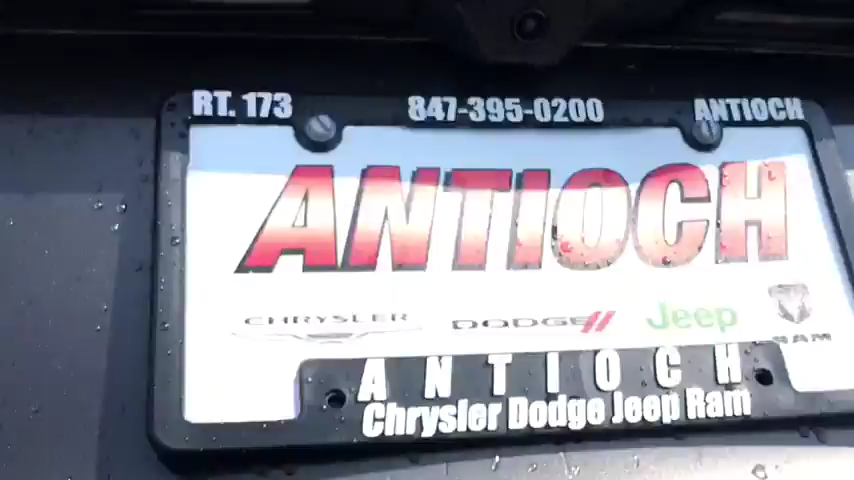 RT. 173 847-395-0200 ANTIOCH
ANTIOCH
CHRYSLER DODGE Jeep RAM
ANTIOCH
Chrysler Dodge Jeep Ram